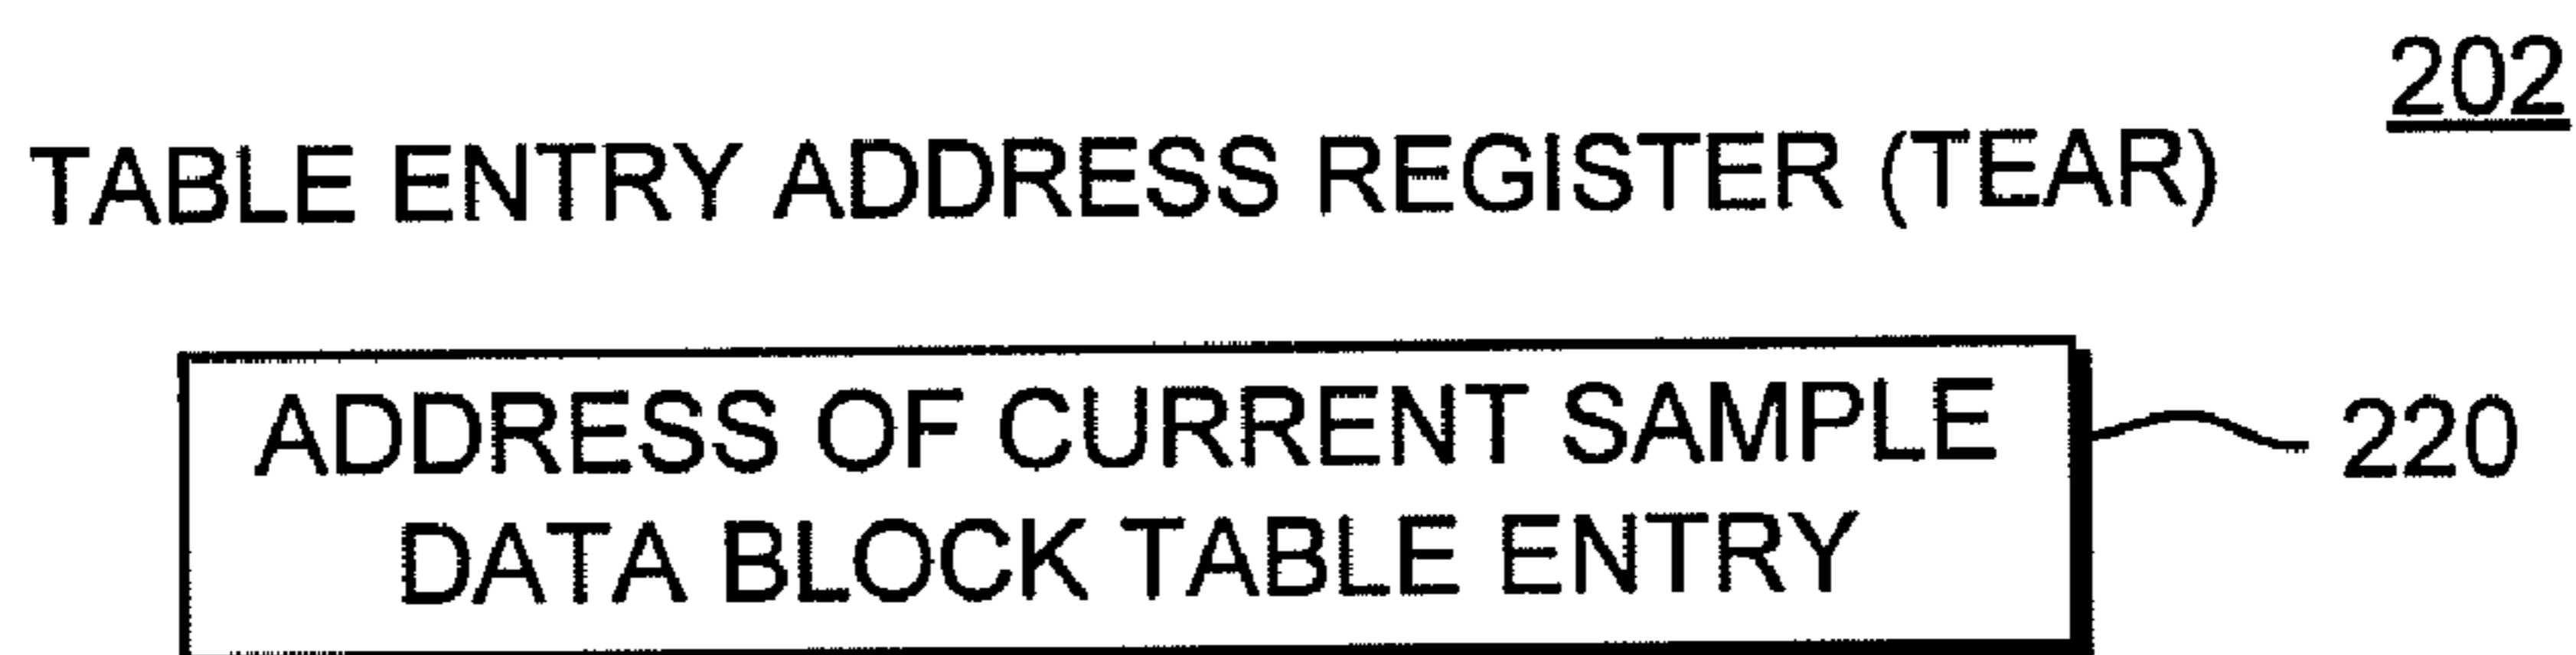 202
TABLE ENTRY ADDRESS REGISTER (TEAR)
ADDRESS OF CURRENT SAMPLE
DATA BLOCK TABLE ENTRY
220